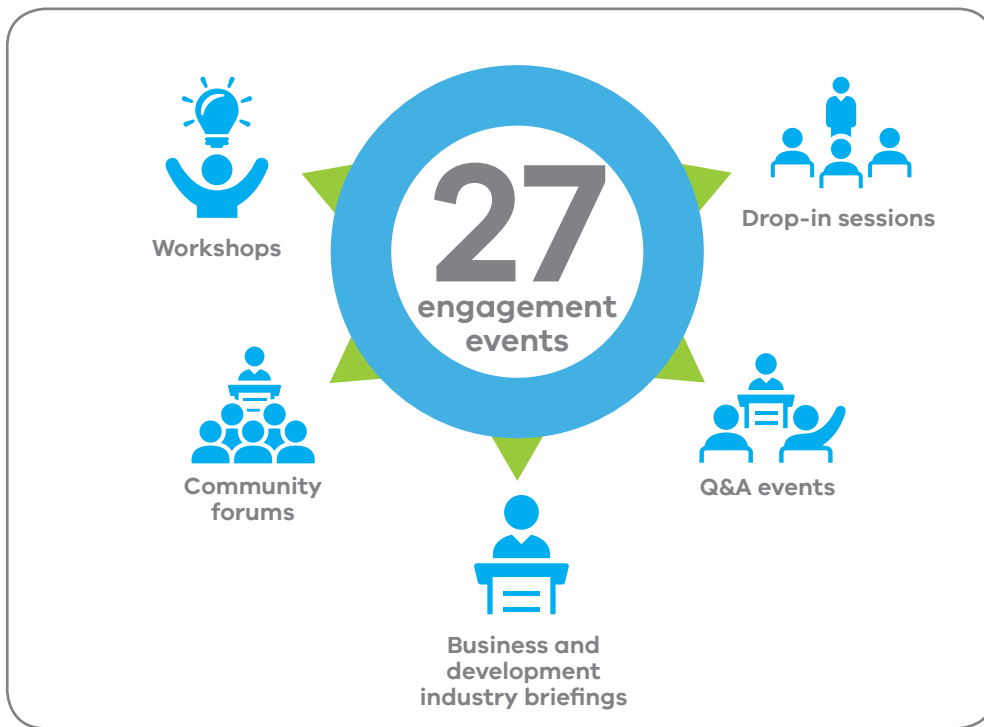 27
engagement
events
Workshops
Drop-in sessions
Community
forums
Q&A events
Business and
development
industry briefings